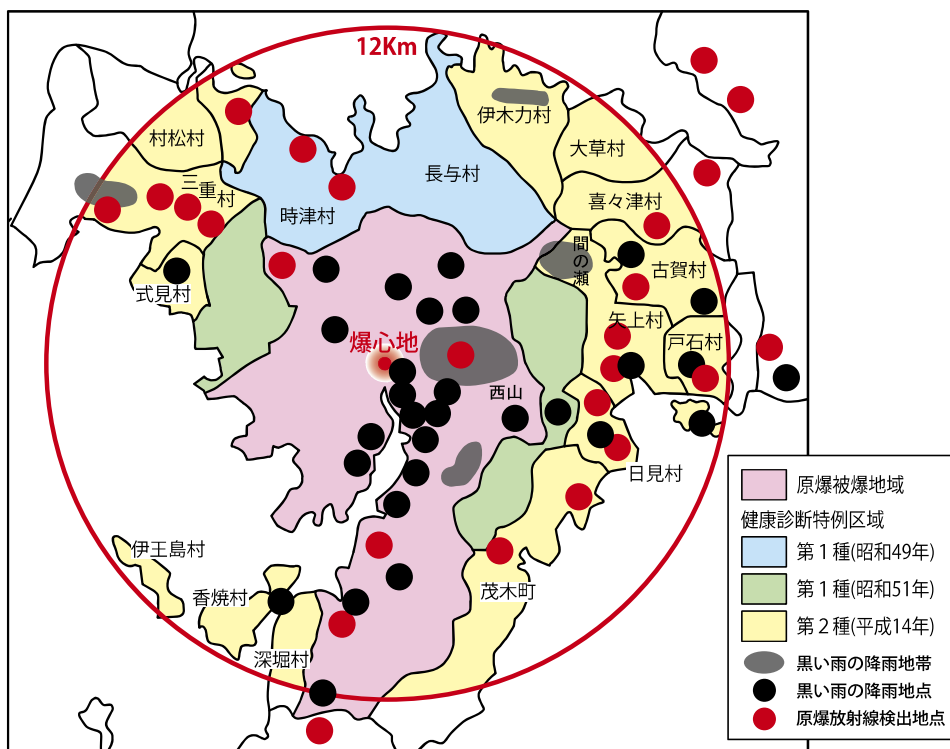 12Km
伊木力村
村松村
大草村
長与村
三重村
喜々津村
時津村
間の瀬
古賀村
式見村
矢上村
爆心地
戸石村
西山
日見村
伊王島村
香焼村
茂木町
深堀村
原爆被爆地域
健康診断特例区域
第1種(昭和49年)
第1種(昭和51年)
第2種(平成14年)
黒い雨の降雨地帯
黒い雨の降雨地点
原爆放射線検出地点